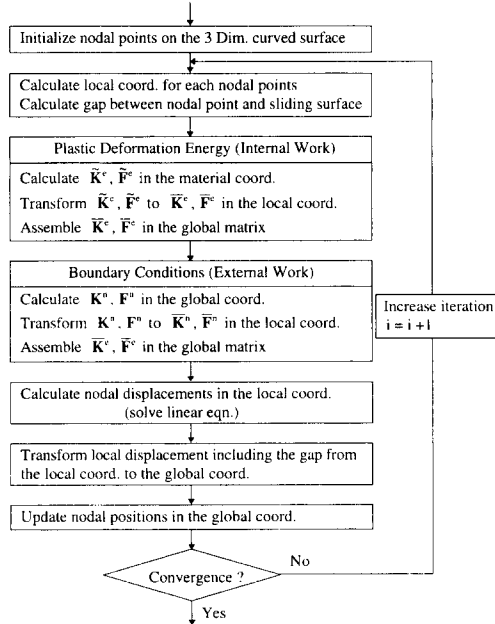 Initialize nodal points on the 3 Dim. curved surface
Calculate local coord. for each nodal points
Calculate gap between nodal point and sliding surface
Plastic Deformation Energy (Internal Work)
Calculate K̃ᵉ, F̃ᵉ in the material coord.
Transform K̃ᵉ, F̃ᵉ to K̅ᵉ, F̅ᵉ in the local coord.
Assemble K̅ᵉ, F̅ᵉ in the global matrix
Boundary Conditions (External Work)
Calculate Kⁿ, Fⁿ in the global coord.
Transform Kⁿ, Fⁿ to K̅ⁿ, F̅ⁿ in the local coord.
Assemble K̅ᵉ, F̅ᵉ in the global matrix
Increase iteration
i = i + 1
Calculate nodal displacements in the local coord.
(solve linear eqn.)
Transform local displacement including the gap from
the local coord. to the global coord.
Update nodal positions in the global coord.
Convergence ?
No
Yes